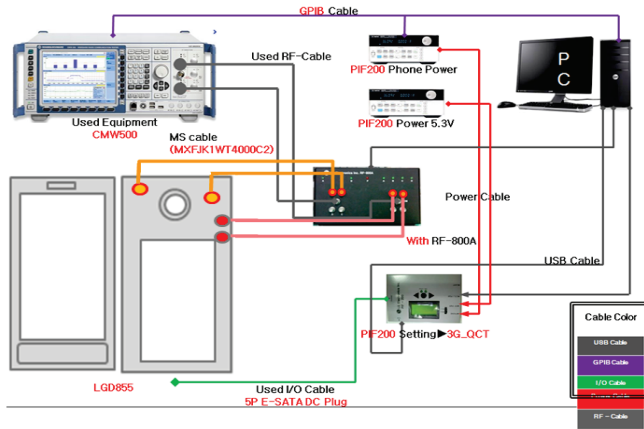 GPIB Cable
Used RF-Cable
PIF200 Phone Power
P
C
PIF200 Power 5.3V
Used Equipment
CMW500
MS cable
(MXFJK1WT4000C2)
Power Cable
With RF-800A
USB Cable
PIF200 Setting▶3G_QCT
LGD855
Used I/O Cable
5P E-SATA DC Plug
Cable Color
USB Cable
GPIB Cable
I/O Cable
RF - Cable